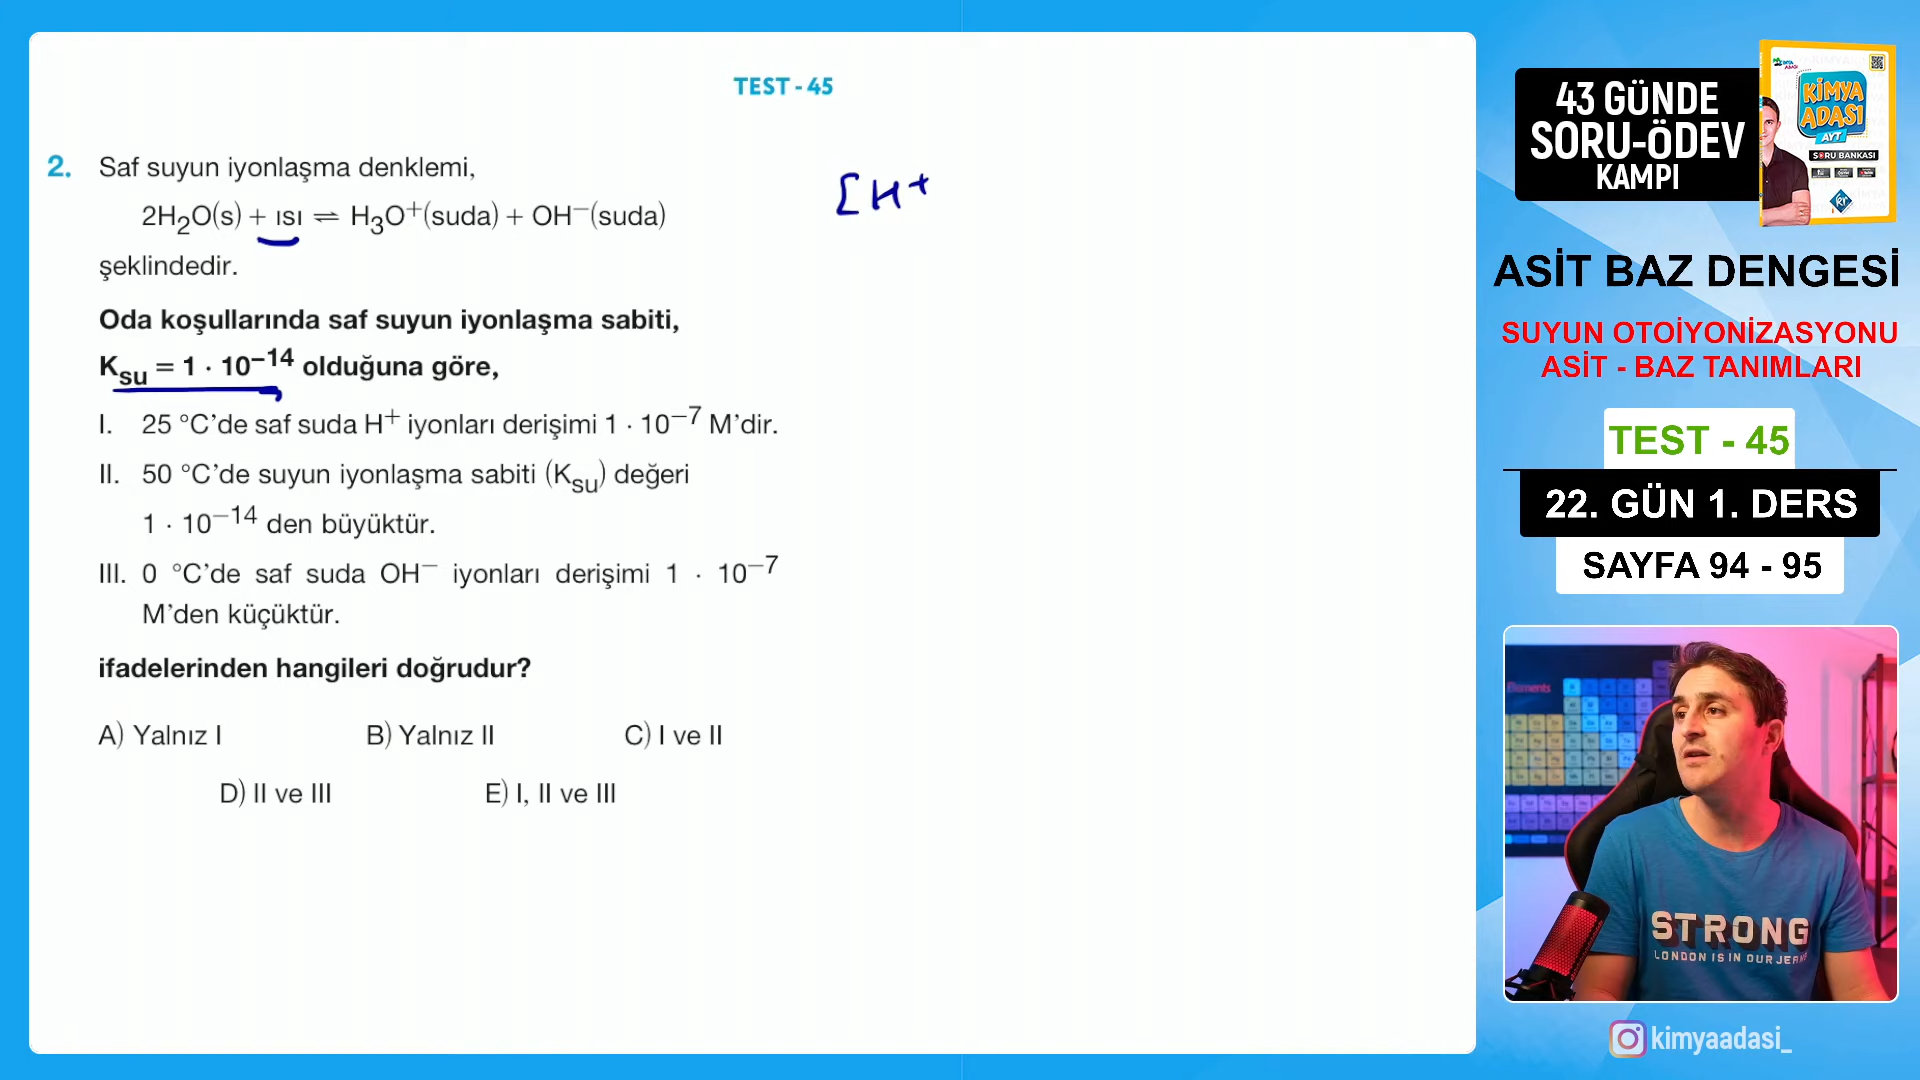 TEST - 45
2. Saf suyun iyonlaşma denklemi,
2H₂O(s) + ısı ⇌ H₃O⁺(suda) + OH⁻(suda)
şeklindedir.
[H⁺
Oda koşullarında saf suyun iyonlaşma sabiti,
Kₛᵤ = 1 · 10⁻¹⁴ olduğuna göre,
I. 25 °C’de saf suda H⁺ iyonları derişimi 1 · 10⁻⁷ M’dir.
II. 50 °C’de suyun iyonlaşma sabiti (Kₛᵤ) değeri
1 · 10⁻¹⁴ den büyüktür.
III. 0 °C’de saf suda OH⁻ iyonları derişimi 1 · 10⁻⁷
M’den küçüktür.
ifadelerinden hangileri doğrudur?
A) Yalnız I B) Yalnız II C) I ve II
D) II ve III E) I, II ve III
43 GÜNDE
SORU-ÖDEV
KAMPI
KİMYA
ADASI
AYT
SORU BANKASI
kr
ASİT BAZ DENGESİ
SUYUN OTOİYONİZASYONU
ASİT - BAZ TANIMLARI
TEST - 45
22. GÜN 1. DERS
SAYFA 94 - 95
STRONG
LONDON IS IN OUR JEAN
kimyaadasi_